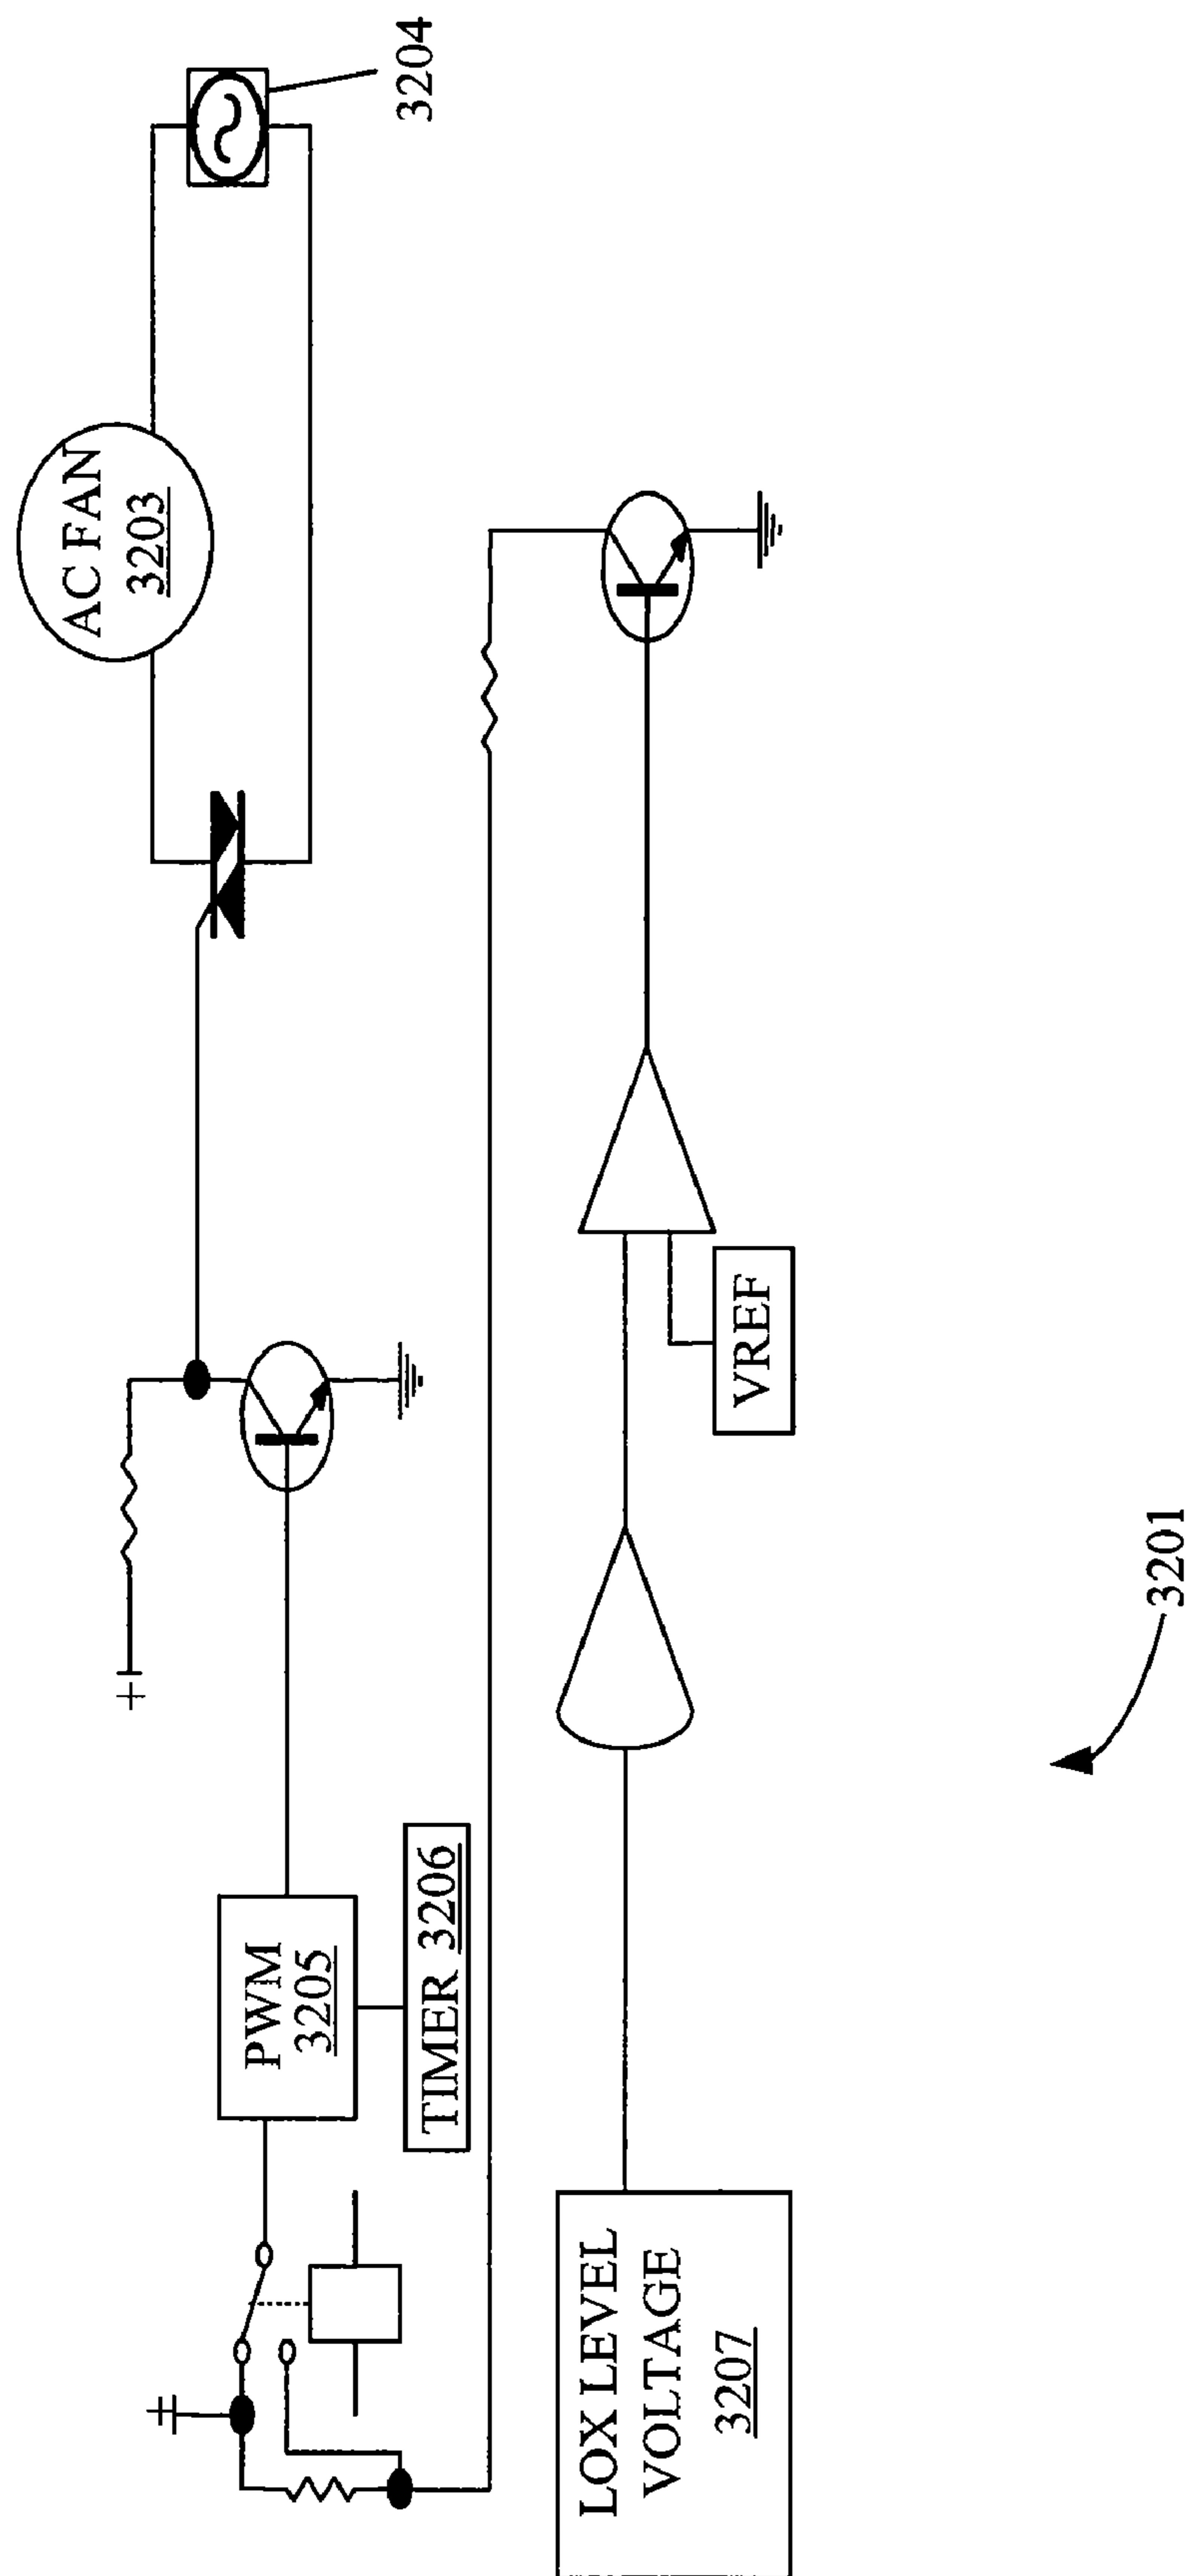 AC FAN
3203
3204
+
PWM
3205
TIMER 3206
+
VREF
LOX LEVEL
VOLTAGE
3207
3201